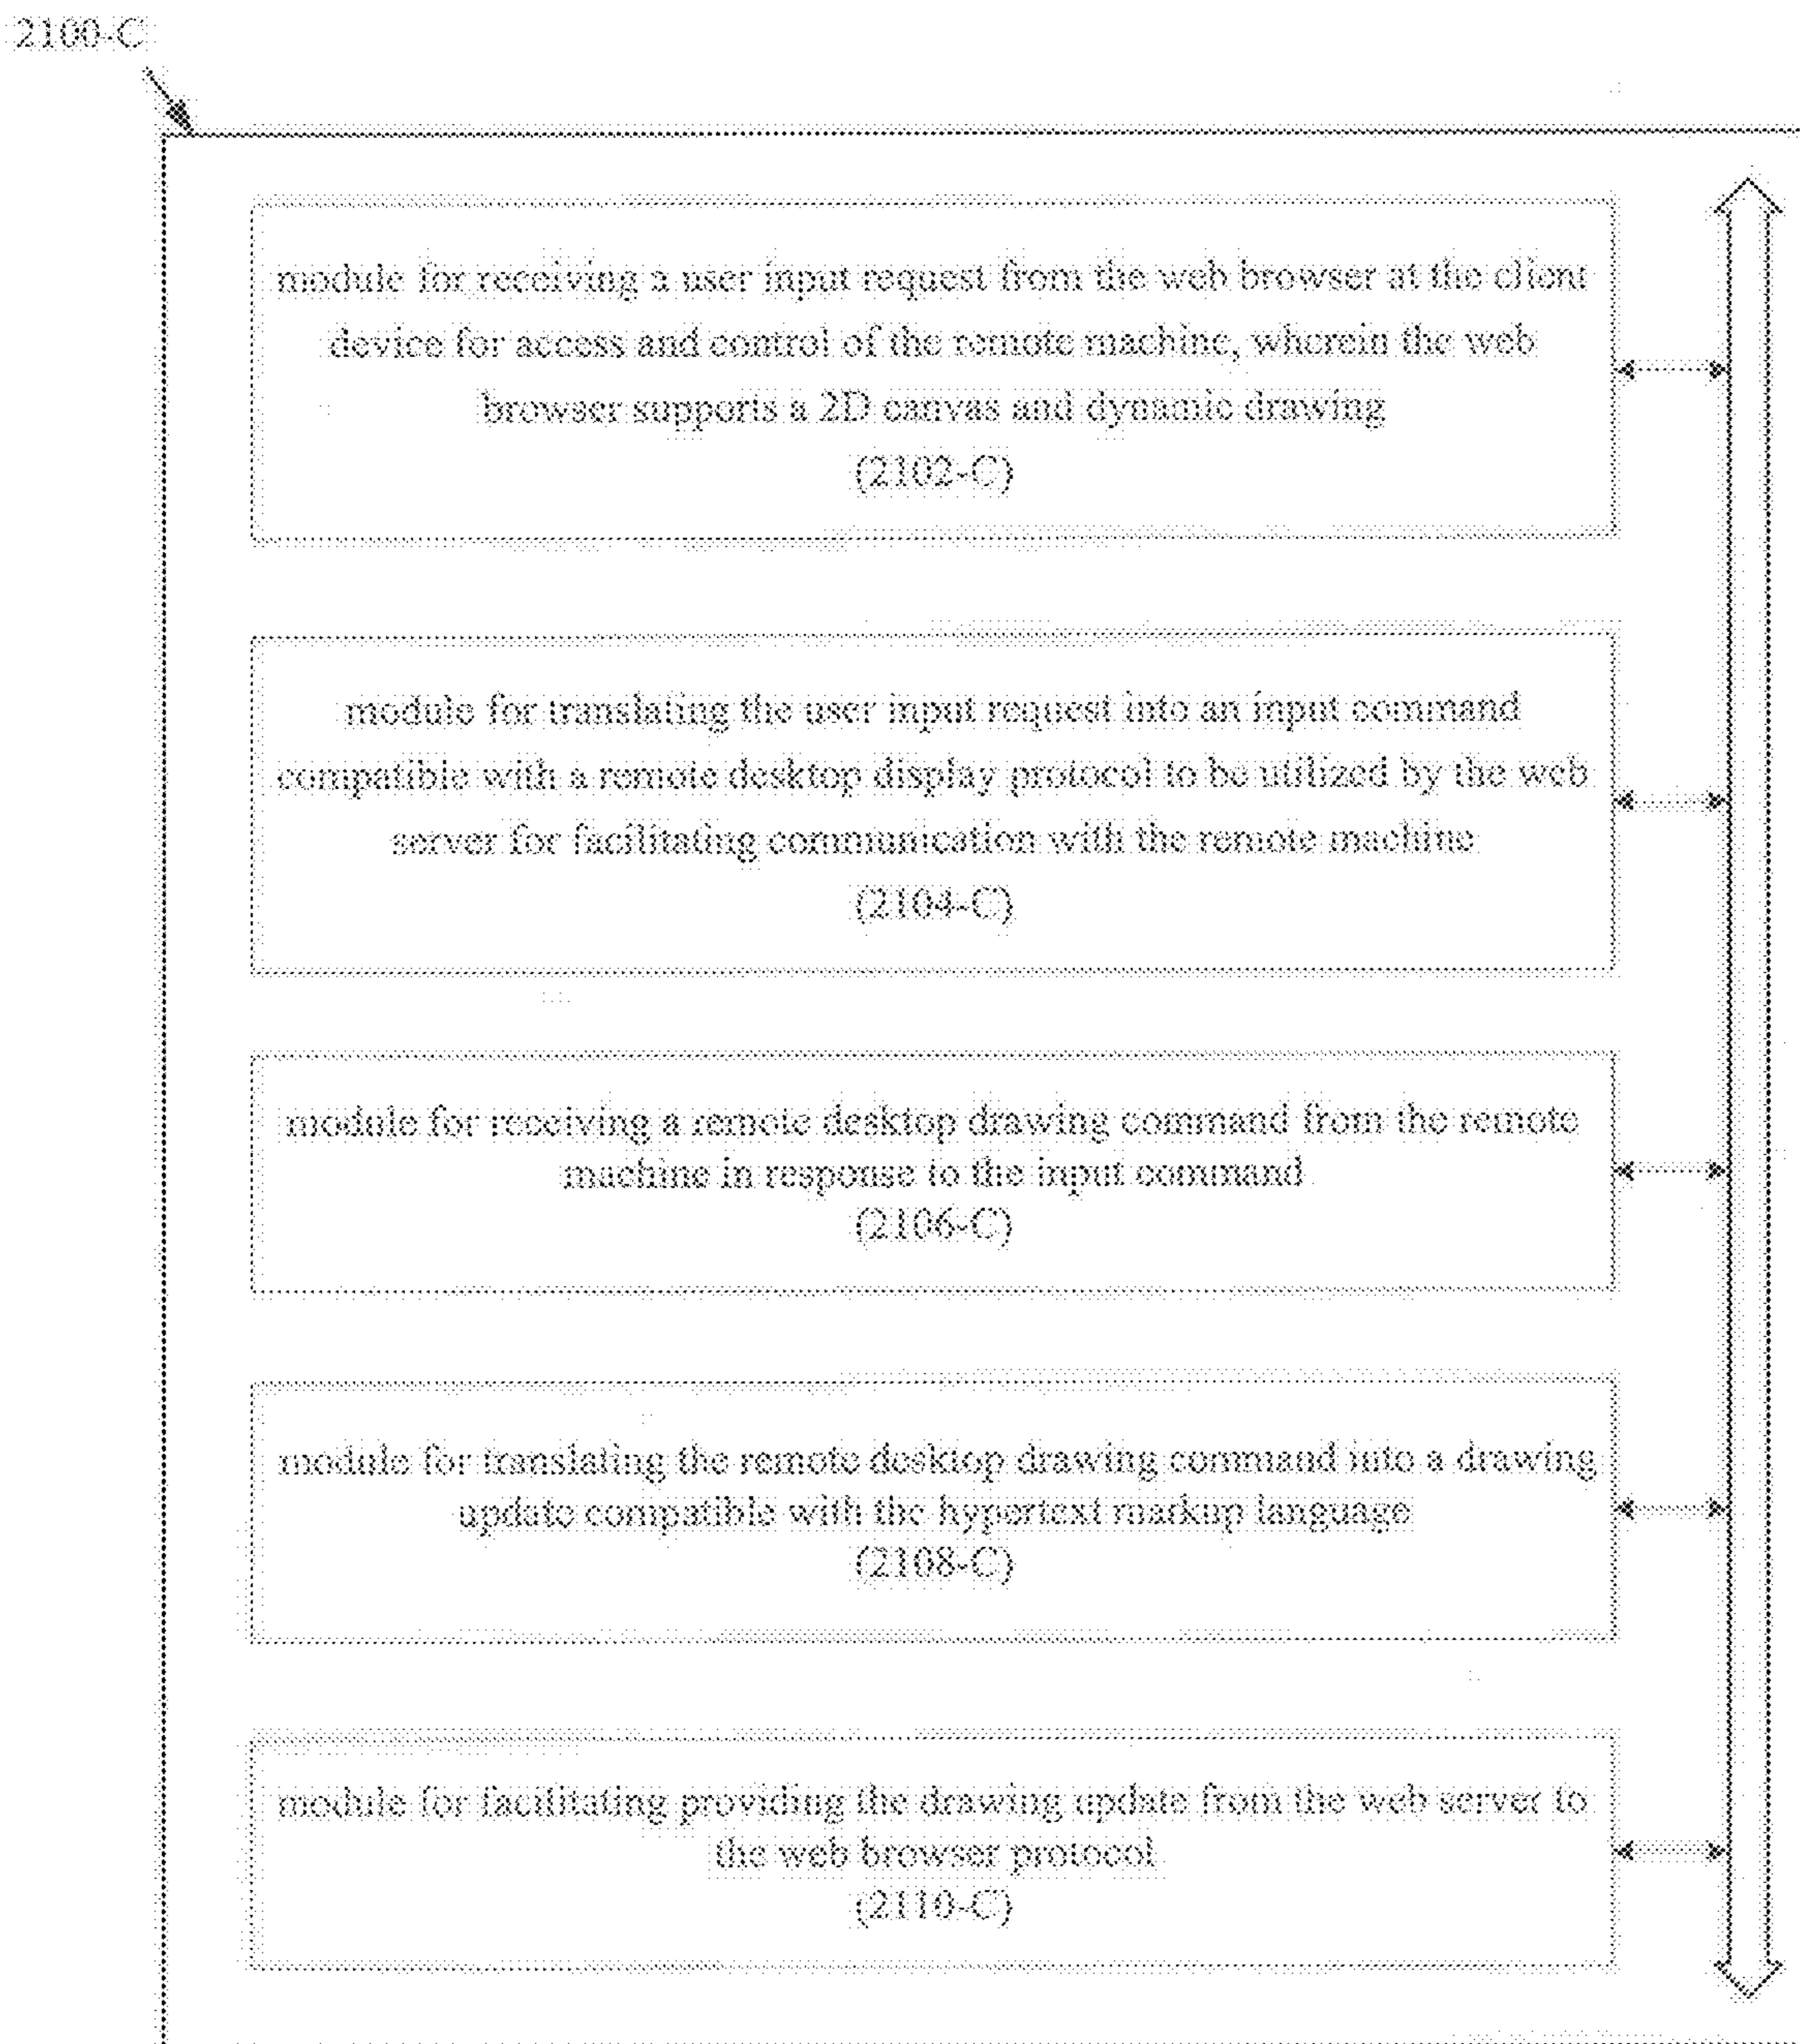 2100-C
module for receiving a user input request from the web browser at the client
device for access and control of the remote machine, wherein the web
browser supports a 2D canvas and dynamic drawing
(2102-C)
module for translating the user input request into an input command
compatible with a remote desktop display protocol to be utilized by the web
server for facilitating communication with the remote machine
(2104-C)
module for receiving a remote desktop drawing command from the remote
machine in response to the input command
(2106-C)
module for translating the remote desktop drawing command into a drawing
update compatible with the hypertext markup language
(2108-C)
module for facilitating providing the drawing update from the web server to
the web browser protocol
(2110-C)